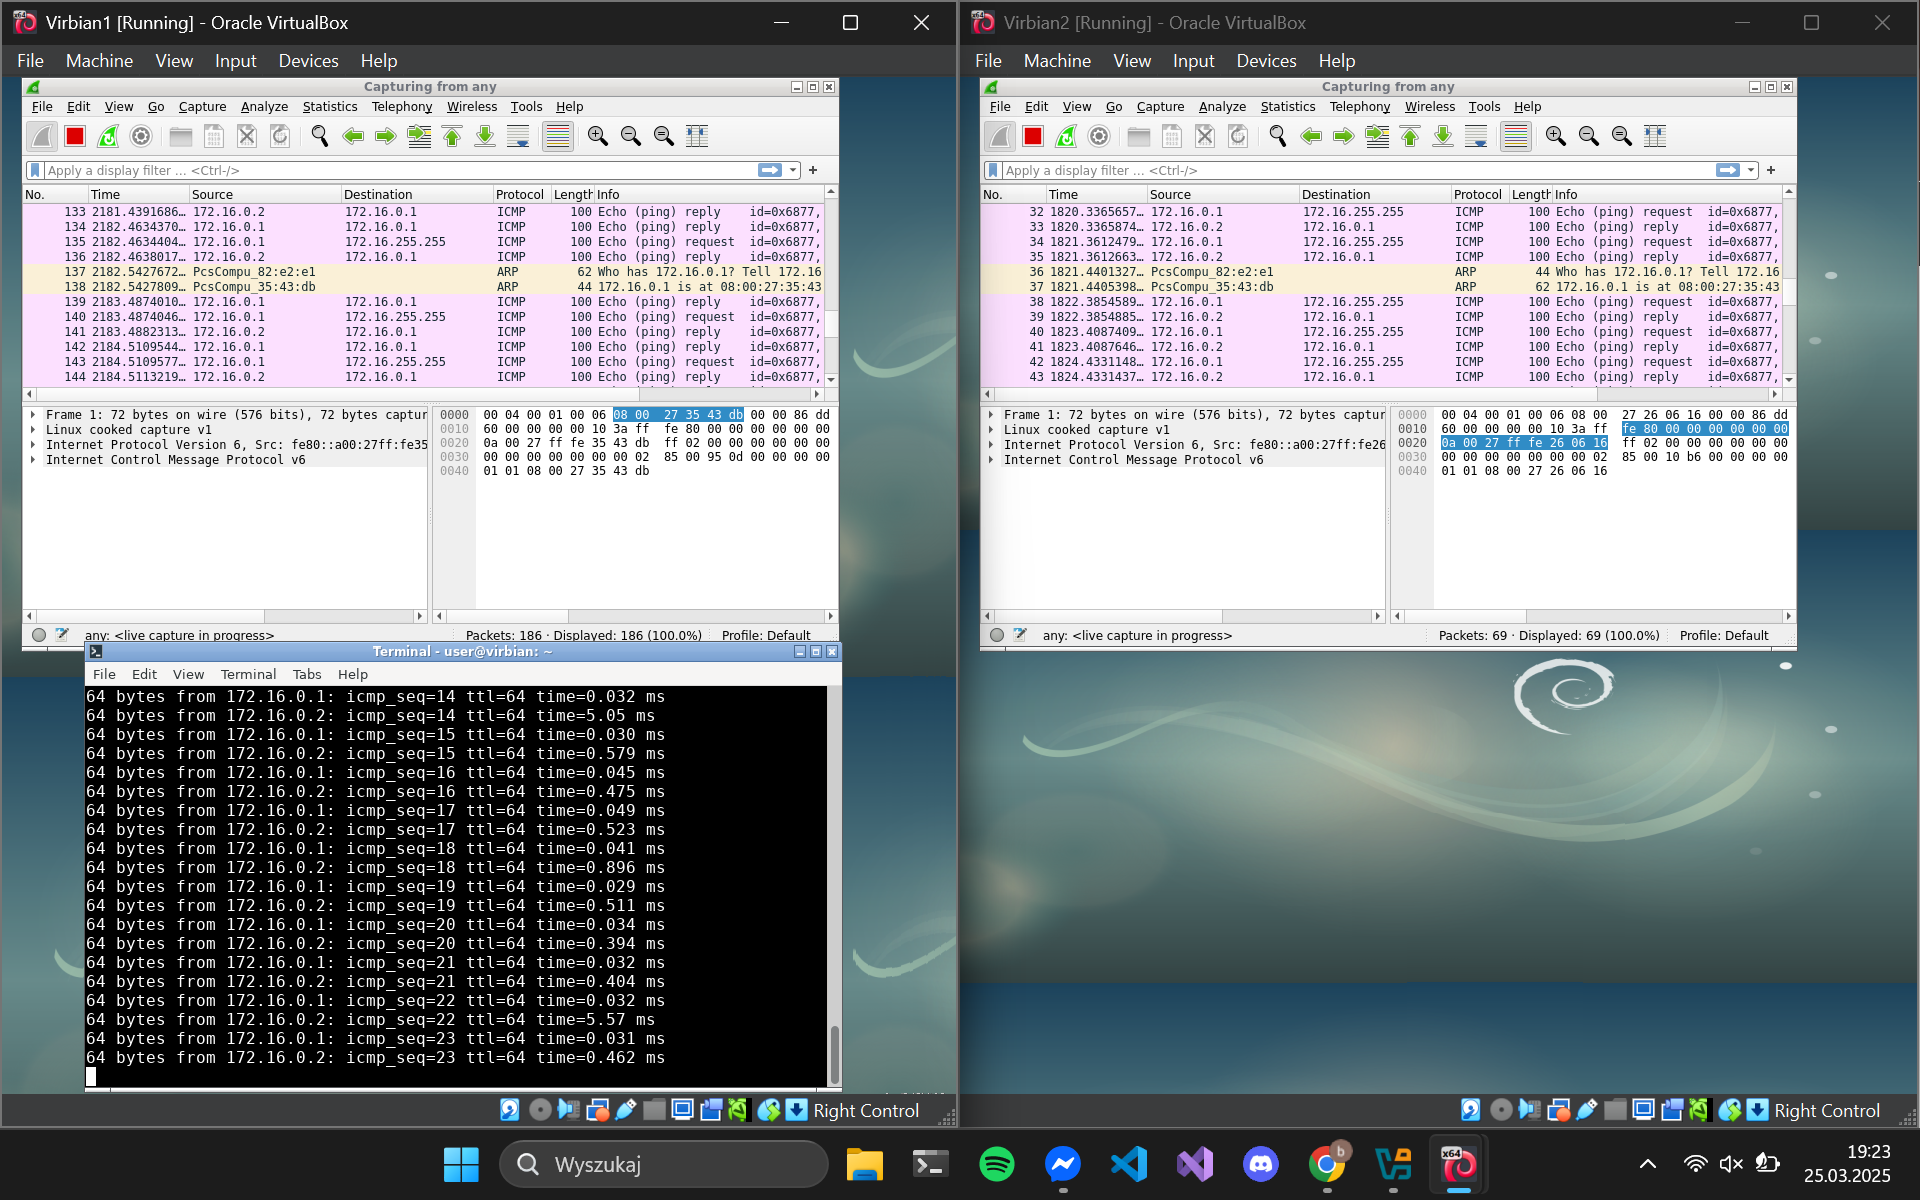 Virbian1 [Running] - Oracle VirtualBox
File Machine View Input Devices Help
Capturing from any
File Edit View Go Capture Analyze Statistics Telephony Wireless Tools Help
Apply a display filter ... <Ctrl-/>
No. Time Source Destination Protocol Length Info
133 2181.4391686... 172.16.0.2 172.16.0.1 ICMP 100 Echo (ping) reply id=0x6877,
134 2182.4634370... 172.16.0.1 172.16.0.1 ICMP 100 Echo (ping) reply id=0x6877,
135 2182.4634404... 172.16.0.1 172.16.255.255 ICMP 100 Echo (ping) request id=0x6877,
136 2182.4638017... 172.16.0.2 172.16.0.1 ICMP 100 Echo (ping) reply id=0x6877,
137 2182.5427672... PcsCompu_82:e2:e1 ARP 62 Who has 172.16.0.1? Tell 172.16
138 2182.5427809... PcsCompu_35:43:db ARP 44 172.16.0.1 is at 08:00:27:35:43
139 2183.4874010... 172.16.0.1 172.16.0.1 ICMP 100 Echo (ping) reply id=0x6877,
140 2183.4874046... 172.16.0.1 172.16.255.255 ICMP 100 Echo (ping) request id=0x6877,
141 2183.4882313... 172.16.0.2 172.16.0.1 ICMP 100 Echo (ping) reply id=0x6877,
142 2184.5109544... 172.16.0.1 172.16.0.1 ICMP 100 Echo (ping) reply id=0x6877,
143 2184.5109577... 172.16.0.1 172.16.255.255 ICMP 100 Echo (ping) request id=0x6877,
144 2184.5113219... 172.16.0.2 172.16.0.1 ICMP 100 Echo (ping) reply id=0x6877,
Frame 1: 72 bytes on wire (576 bits), 72 bytes captur
Linux cooked capture v1
Internet Protocol Version 6, Src: fe80::a00:27ff:fe35
Internet Control Message Protocol v6
0000 00 04 00 01 00 06 08 00 27 35 43 db 00 00 86 dd
0010 60 00 00 00 00 10 3a ff fe 80 00 00 00 00 00 00
0020 0a 00 27 ff fe 35 43 db ff 02 00 00 00 00 00 00
0030 00 00 00 00 00 00 00 02 85 00 95 0d 00 00 00 00
0040 01 01 08 00 27 35 43 db
any: <live capture in progress> Packets: 186 · Displayed: 186 (100.0%) Profile: Default
Terminal - user@virbian: ~
File Edit View Terminal Tabs Help
64 bytes from 172.16.0.1: icmp_seq=14 ttl=64 time=0.032 ms
64 bytes from 172.16.0.2: icmp_seq=14 ttl=64 time=5.05 ms
64 bytes from 172.16.0.1: icmp_seq=15 ttl=64 time=0.030 ms
64 bytes from 172.16.0.2: icmp_seq=15 ttl=64 time=0.579 ms
64 bytes from 172.16.0.1: icmp_seq=16 ttl=64 time=0.045 ms
64 bytes from 172.16.0.2: icmp_seq=16 ttl=64 time=0.475 ms
64 bytes from 172.16.0.1: icmp_seq=17 ttl=64 time=0.049 ms
64 bytes from 172.16.0.2: icmp_seq=17 ttl=64 time=0.523 ms
64 bytes from 172.16.0.1: icmp_seq=18 ttl=64 time=0.041 ms
64 bytes from 172.16.0.2: icmp_seq=18 ttl=64 time=0.896 ms
64 bytes from 172.16.0.1: icmp_seq=19 ttl=64 time=0.029 ms
64 bytes from 172.16.0.2: icmp_seq=19 ttl=64 time=0.511 ms
64 bytes from 172.16.0.1: icmp_seq=20 ttl=64 time=0.034 ms
64 bytes from 172.16.0.2: icmp_seq=20 ttl=64 time=0.394 ms
64 bytes from 172.16.0.1: icmp_seq=21 ttl=64 time=0.032 ms
64 bytes from 172.16.0.2: icmp_seq=21 ttl=64 time=0.404 ms
64 bytes from 172.16.0.1: icmp_seq=22 ttl=64 time=0.032 ms
64 bytes from 172.16.0.2: icmp_seq=22 ttl=64 time=5.57 ms
64 bytes from 172.16.0.1: icmp_seq=23 ttl=64 time=0.031 ms
64 bytes from 172.16.0.2: icmp_seq=23 ttl=64 time=0.462 ms
Right Control
Virbian2 [Running] - Oracle VirtualBox
File Machine View Input Devices Help
Capturing from any
File Edit View Go Capture Analyze Statistics Telephony Wireless Tools Help
Apply a display filter ... <Ctrl-/>
No. Time Source Destination Protocol Length Info
32 1820.3365657... 172.16.0.1 172.16.255.255 ICMP 100 Echo (ping) request id=0x6877,
33 1820.3365874... 172.16.0.2 172.16.0.1 ICMP 100 Echo (ping) reply id=0x6877,
34 1821.3612479... 172.16.0.1 172.16.255.255 ICMP 100 Echo (ping) request id=0x6877,
35 1821.3612663... 172.16.0.2 172.16.0.1 ICMP 100 Echo (ping) reply id=0x6877,
36 1821.4401327... PcsCompu_82:e2:e1 ARP 44 Who has 172.16.0.1? Tell 172.16
37 1821.4405398... PcsCompu_35:43:db ARP 62 172.16.0.1 is at 08:00:27:35:43
38 1822.3854589... 172.16.0.1 172.16.255.255 ICMP 100 Echo (ping) request id=0x6877,
39 1822.3854885... 172.16.0.2 172.16.0.1 ICMP 100 Echo (ping) reply id=0x6877,
40 1823.4087409... 172.16.0.1 172.16.255.255 ICMP 100 Echo (ping) request id=0x6877,
41 1823.4087646... 172.16.0.2 172.16.0.1 ICMP 100 Echo (ping) reply id=0x6877,
42 1824.4331148... 172.16.0.1 172.16.255.255 ICMP 100 Echo (ping) request id=0x6877,
43 1824.4331437... 172.16.0.2 172.16.0.1 ICMP 100 Echo (ping) reply id=0x6877,
Frame 1: 72 bytes on wire (576 bits), 72 bytes captur
Linux cooked capture v1
Internet Protocol Version 6, Src: fe80::a00:27ff:fe26
Internet Control Message Protocol v6
0000 00 04 00 01 00 06 08 00 27 26 06 16 00 00 86 dd
0010 60 00 00 00 00 10 3a ff fe 80 00 00 00 00 00 00
0020 0a 00 27 ff fe 26 06 16 ff 02 00 00 00 00 00 00
0030 00 00 00 00 00 00 00 02 85 00 10 b6 00 00 00 00
0040 01 01 08 00 27 26 06 16
any: <live capture in progress> Packets: 69 · Displayed: 69 (100.0%) Profile: Default
Right Control
Wyszukaj
b
x64
19:23
25.03.2025